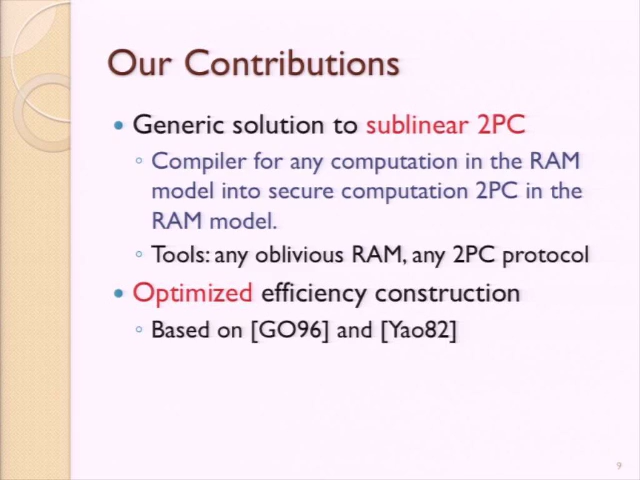 Our Contributions
• Generic solution to sublinear 2PC
◦ Compiler for any computation in the RAM
model into secure computation 2PC in the
RAM model.
◦ Tools: any oblivious RAM, any 2PC protocol
• Optimized efficiency construction
◦ Based on [GO96] and [Yao82]
9